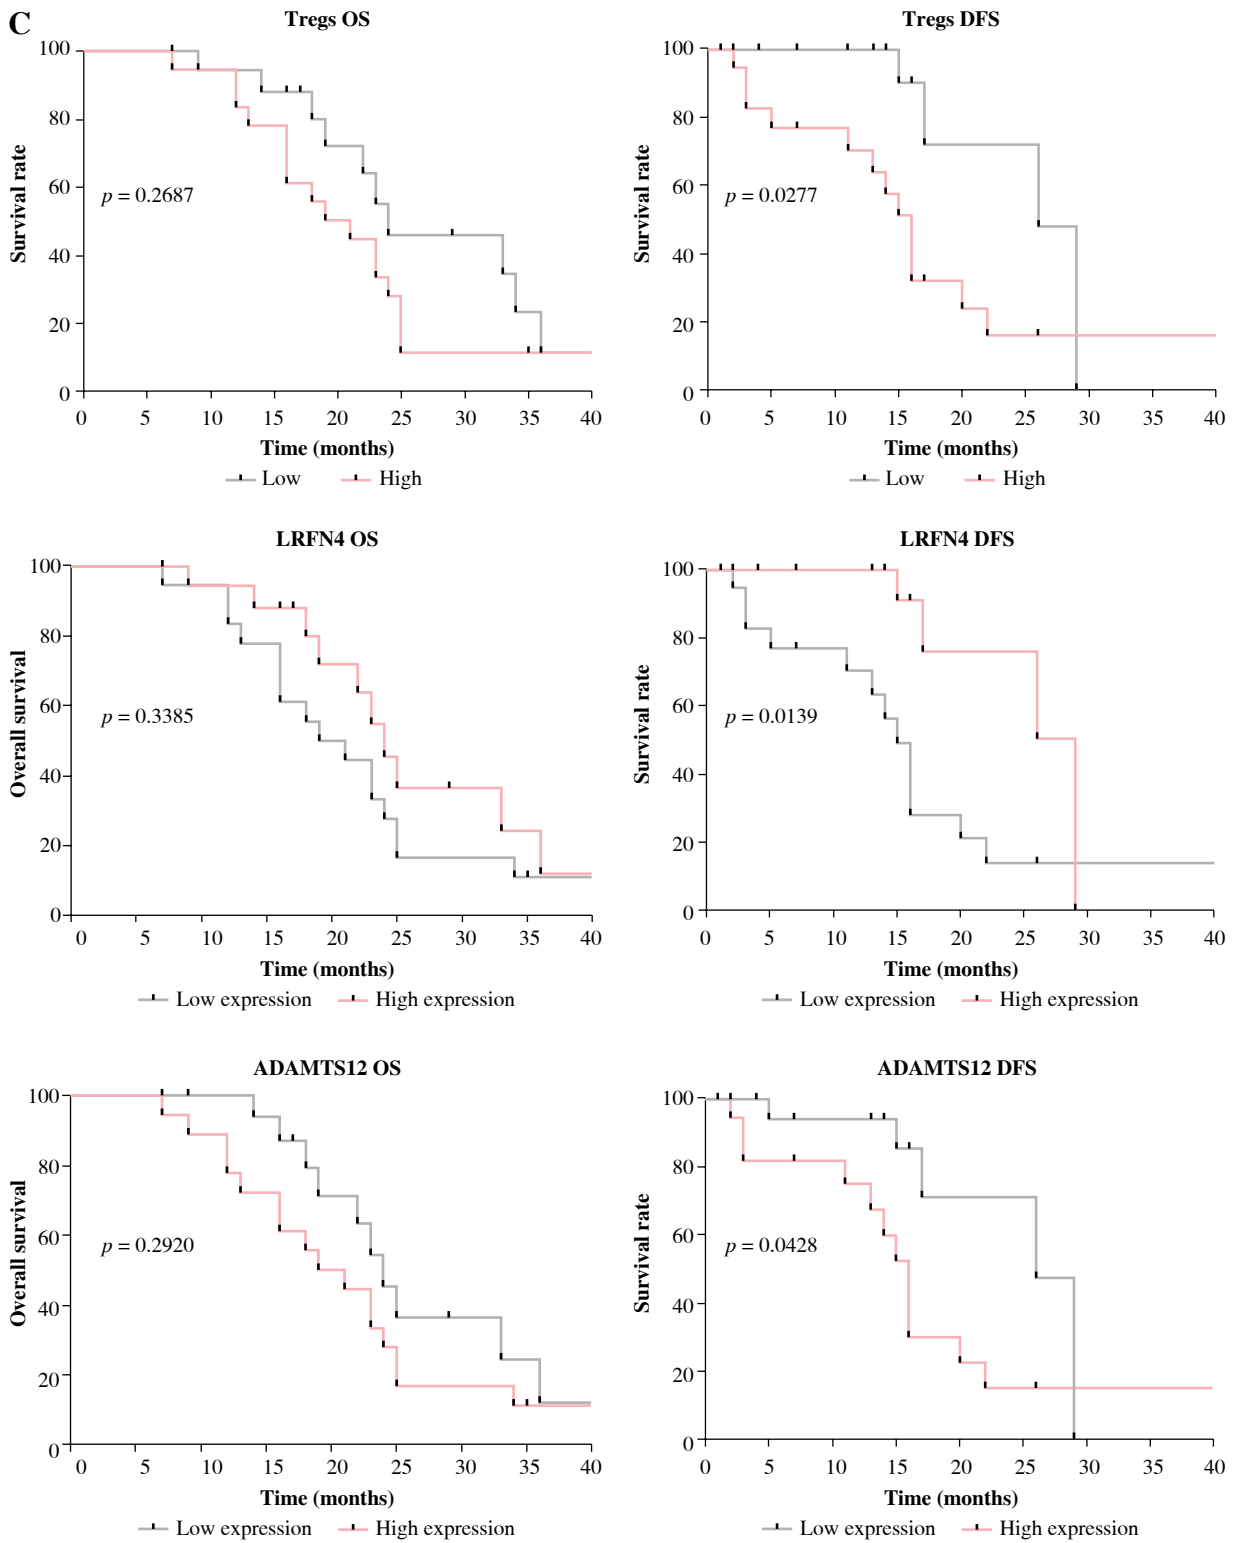 C
Tregs OS
100
80
60
40
20
0
Survival rate
p = 0.2687
0 5 10 15 20 25 30 35 40
Time (months)
Low High
Tregs DFS
100
80
60
40
20
0
Survival rate
p = 0.0277
0 5 10 15 20 25 30 35 40
Time (months)
Low High
LRFN4 OS
100
80
60
40
20
0
Overall survival
p = 0.3385
0 5 10 15 20 25 30 35 40
Time (months)
Low expression High expression
LRFN4 DFS
100
80
60
40
20
0
Survival rate
p = 0.0139
0 5 10 15 20 25 30 35 40
Time (months)
Low expression High expression
ADAMTS12 OS
100
80
60
40
20
0
Overall survival
p = 0.2920
0 5 10 15 20 25 30 35 40
Time (months)
Low expression High expression
ADAMTS12 DFS
100
80
60
40
20
0
Survival rate
p = 0.0428
0 5 10 15 20 25 30 35 40
Time (months)
Low expression High expression